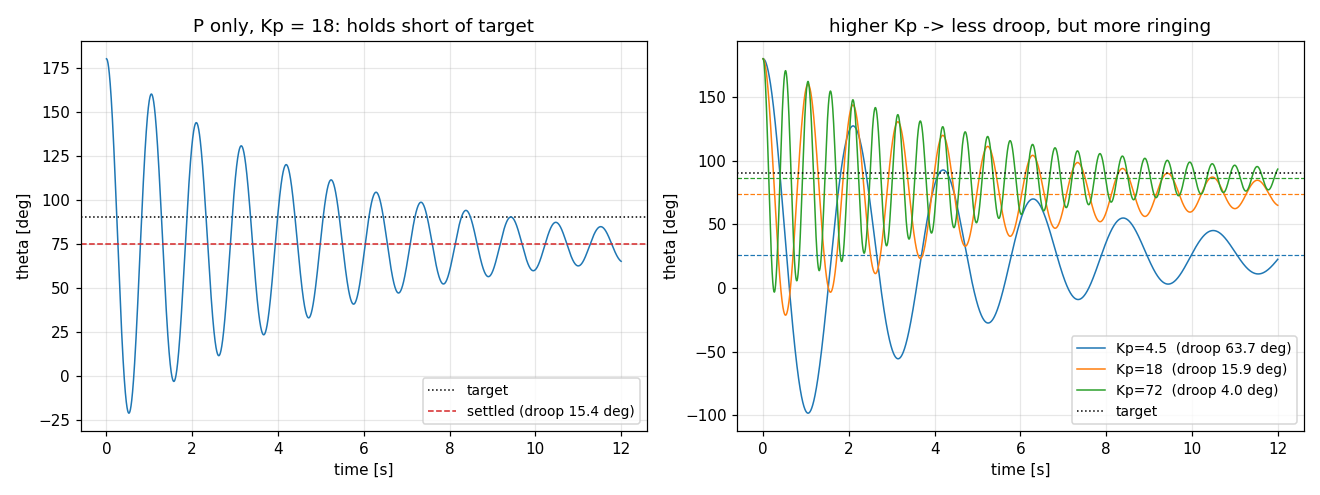 P only, Kp = 18: holds short of target
theta [deg]
175
150
125
100
75
50
25
0
−25
0
2
4
6
8
10
12
time [s]
target
settled (droop 15.4 deg)
higher Kp -> less droop, but more ringing
theta [deg]
150
100
50
0
−50
−100
0
2
4
6
8
10
12
time [s]
Kp=4.5 (droop 63.7 deg)
Kp=18 (droop 15.9 deg)
Kp=72 (droop 4.0 deg)
target